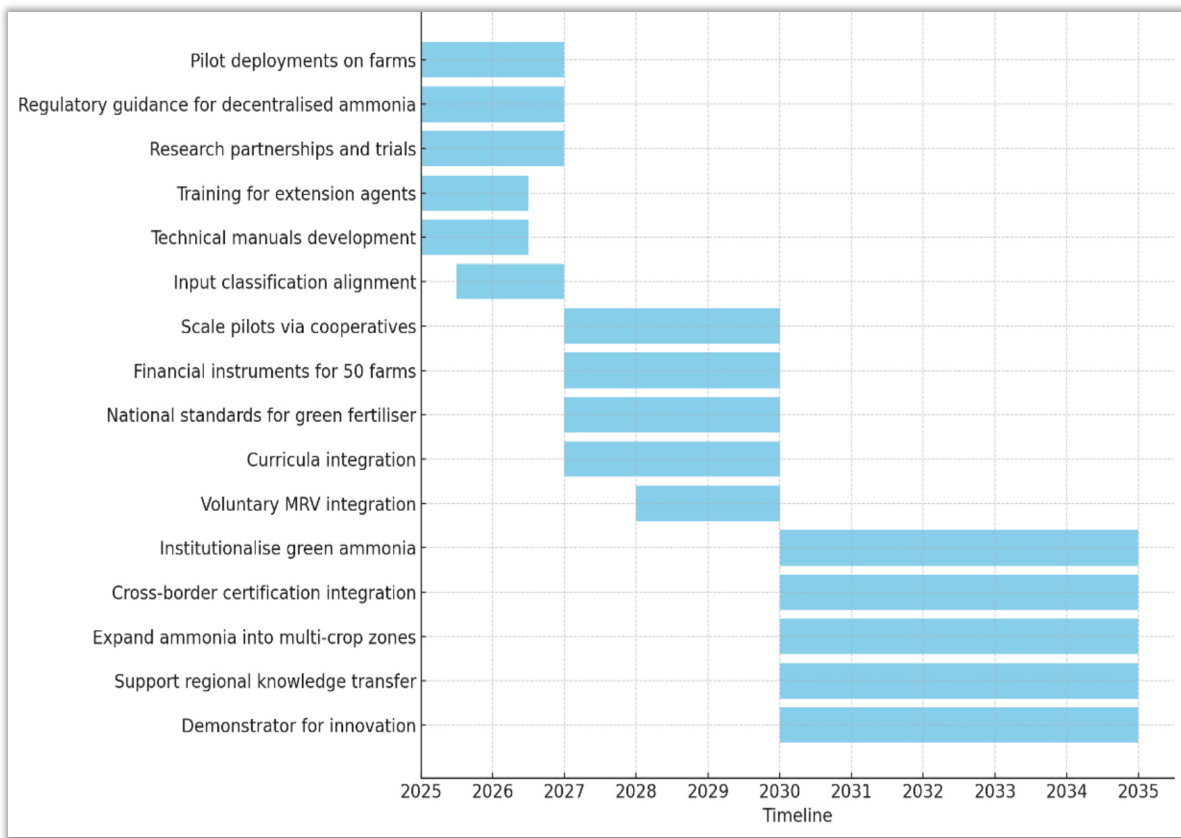 Pilot deployments on farms
Regulatory guidance for decentralised ammonia
Research partnerships and trials
Training for extension agents
Technical manuals development
Input classification alignment
Scale pilots via cooperatives
Financial instruments for 50 farms
National standards for green fertiliser
Curricula integration
Voluntary MRV integration
Institutionalise green ammonia
Cross-border certification integration
Expand ammonia into multi-crop zones
Support regional knowledge transfer
Demonstrator for innovation
2025 2026 2027 2028 2029 2030 2031 2032 2033 2034 2035
Timeline